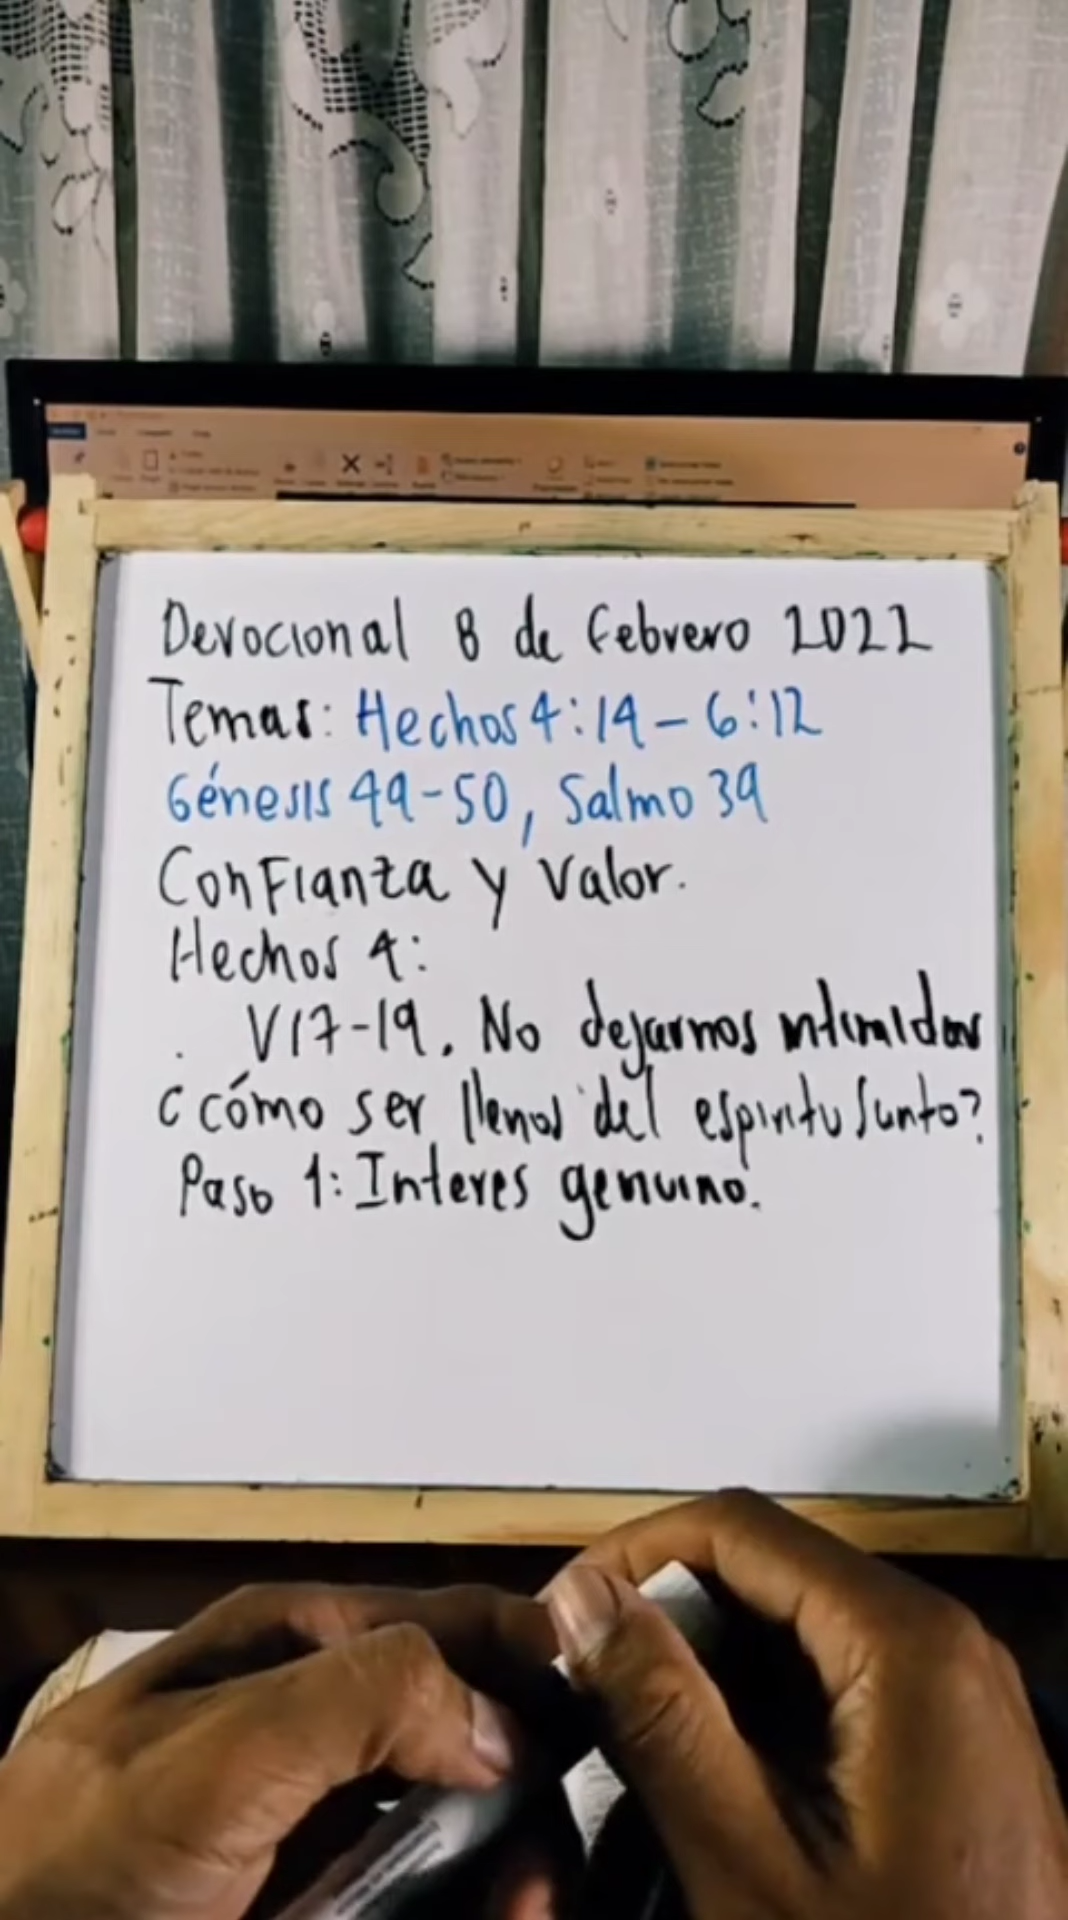 Devocional 8 de febrero 2022
Temas: Hechos 4:14-6:12
Génesis 49-50, Salmo 39
Confianza y valor.
Hechos 4:
. V17-19. No dejarnos intimidar
¿cómo ser llenos del espiritu santo?
Paso 1: Interes genuino.